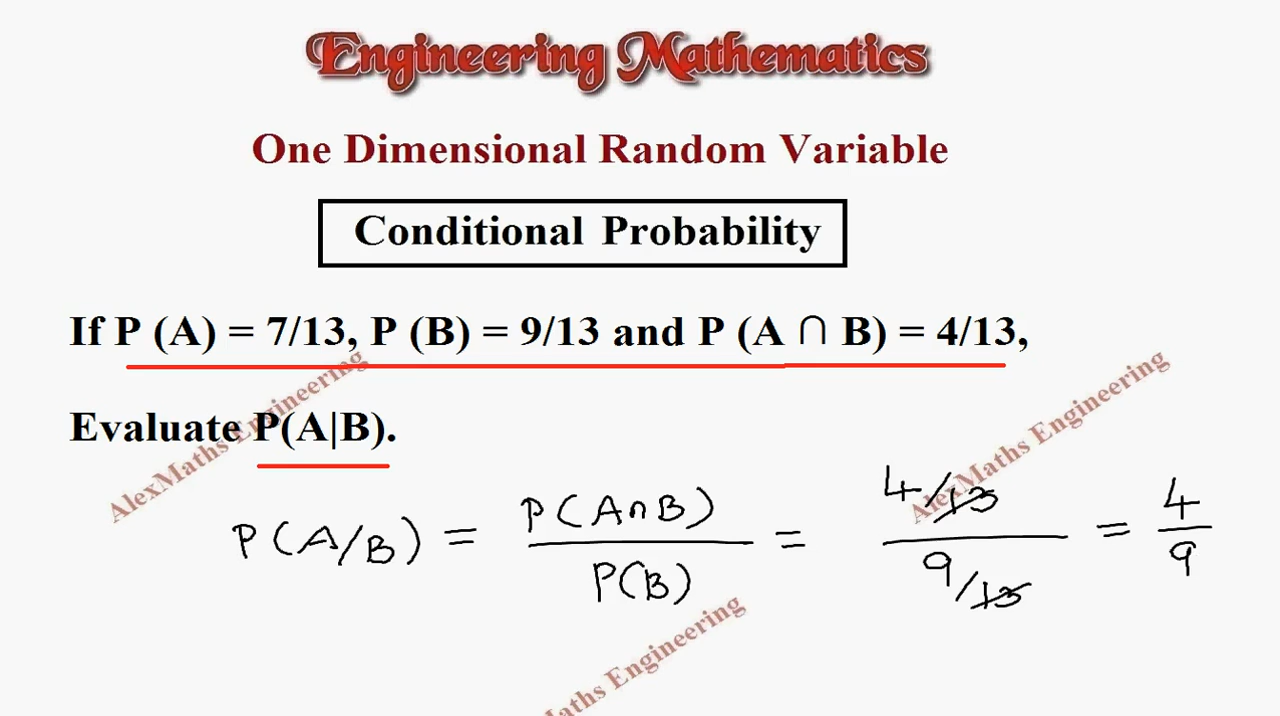 Engineering Mathematics
One Dimensional Random Variable
Conditional Probability
If P (A) = 7/13, P (B) = 9/13 and P (A ∩ B) = 4/13,
AlexMaths Engineering
AlexMaths Engineering
Evaluate P(A|B).
P(A/B) = P(A∩B) / P(B) = 4/13 / 9/13 = 4/9
Maths Engineering